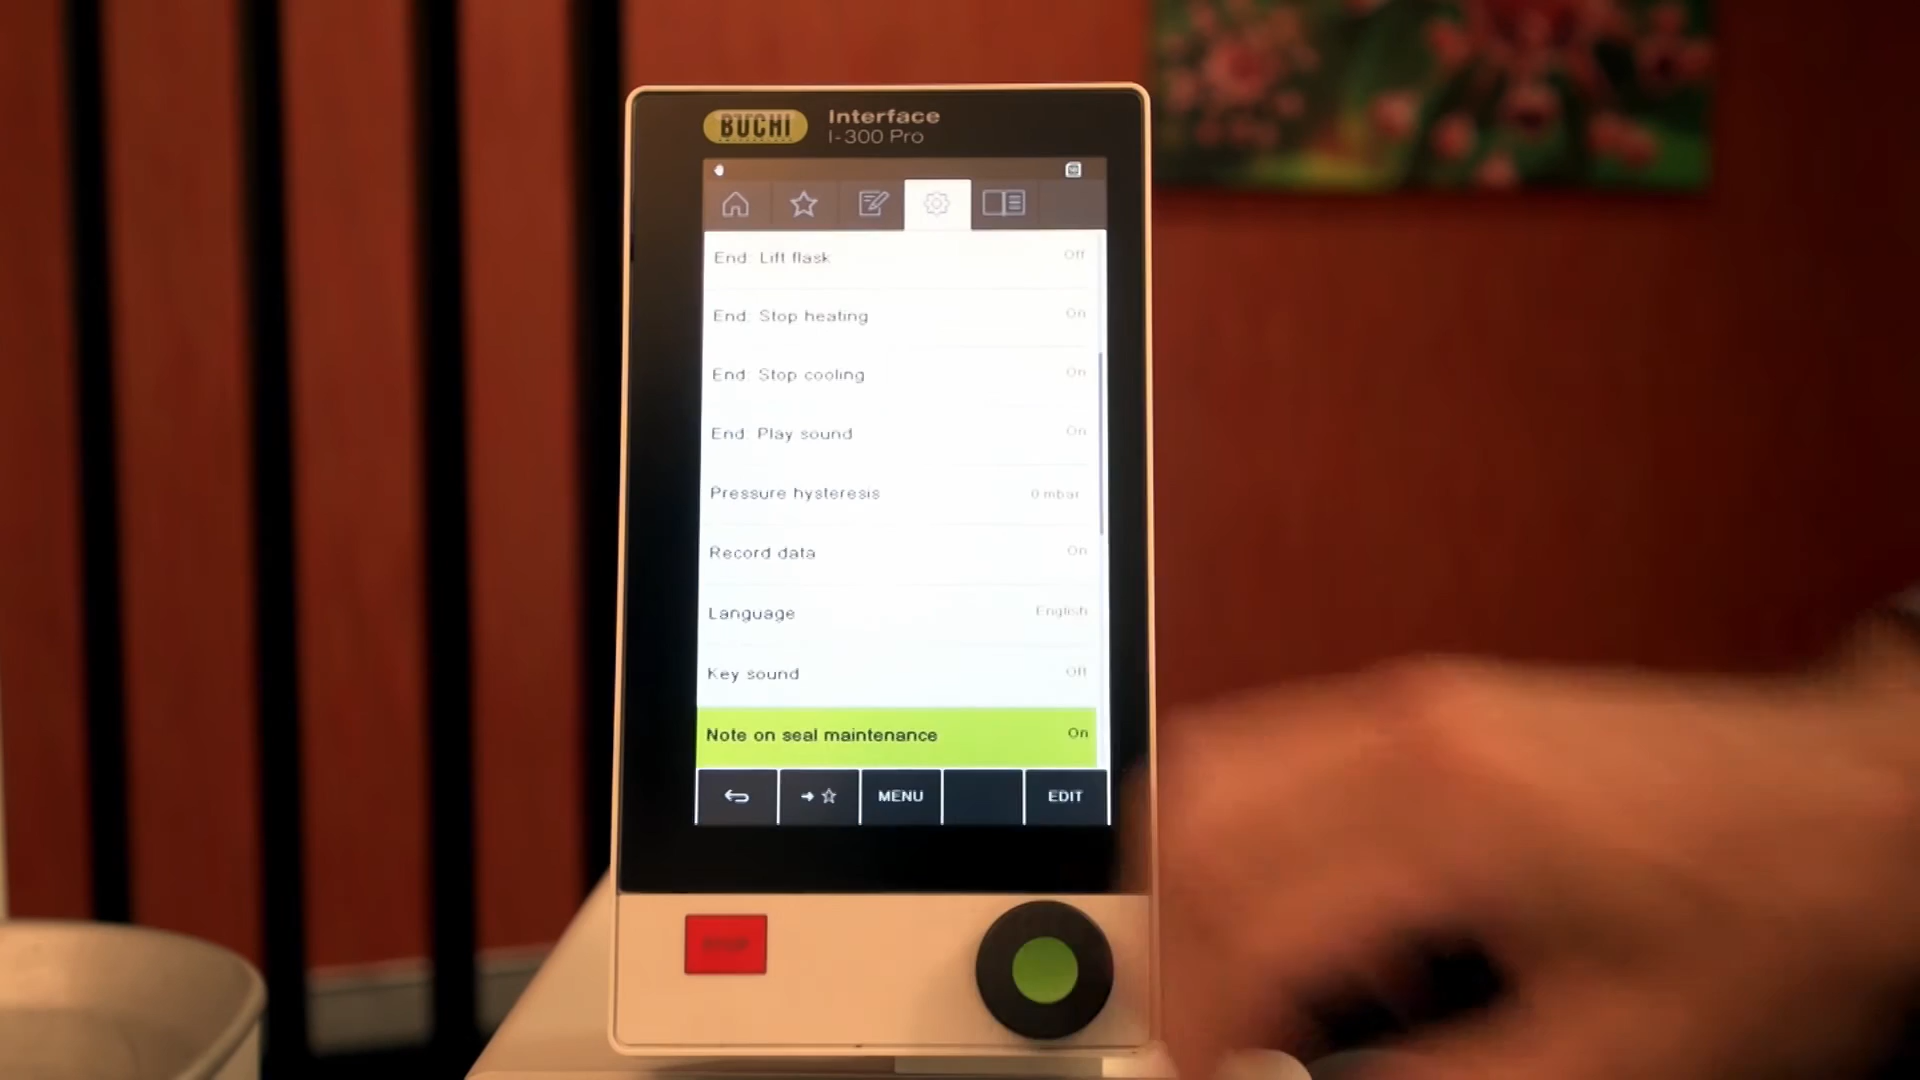 BUCHI
Interface
I-300 Pro
End: Lift flask Off
End: Stop heating On
End: Stop cooling On
End: Play sound On
Pressure hysteresis 0 mbar
Record data On
Language English
Key sound Off
Note on seal maintenance On
MENU
EDIT